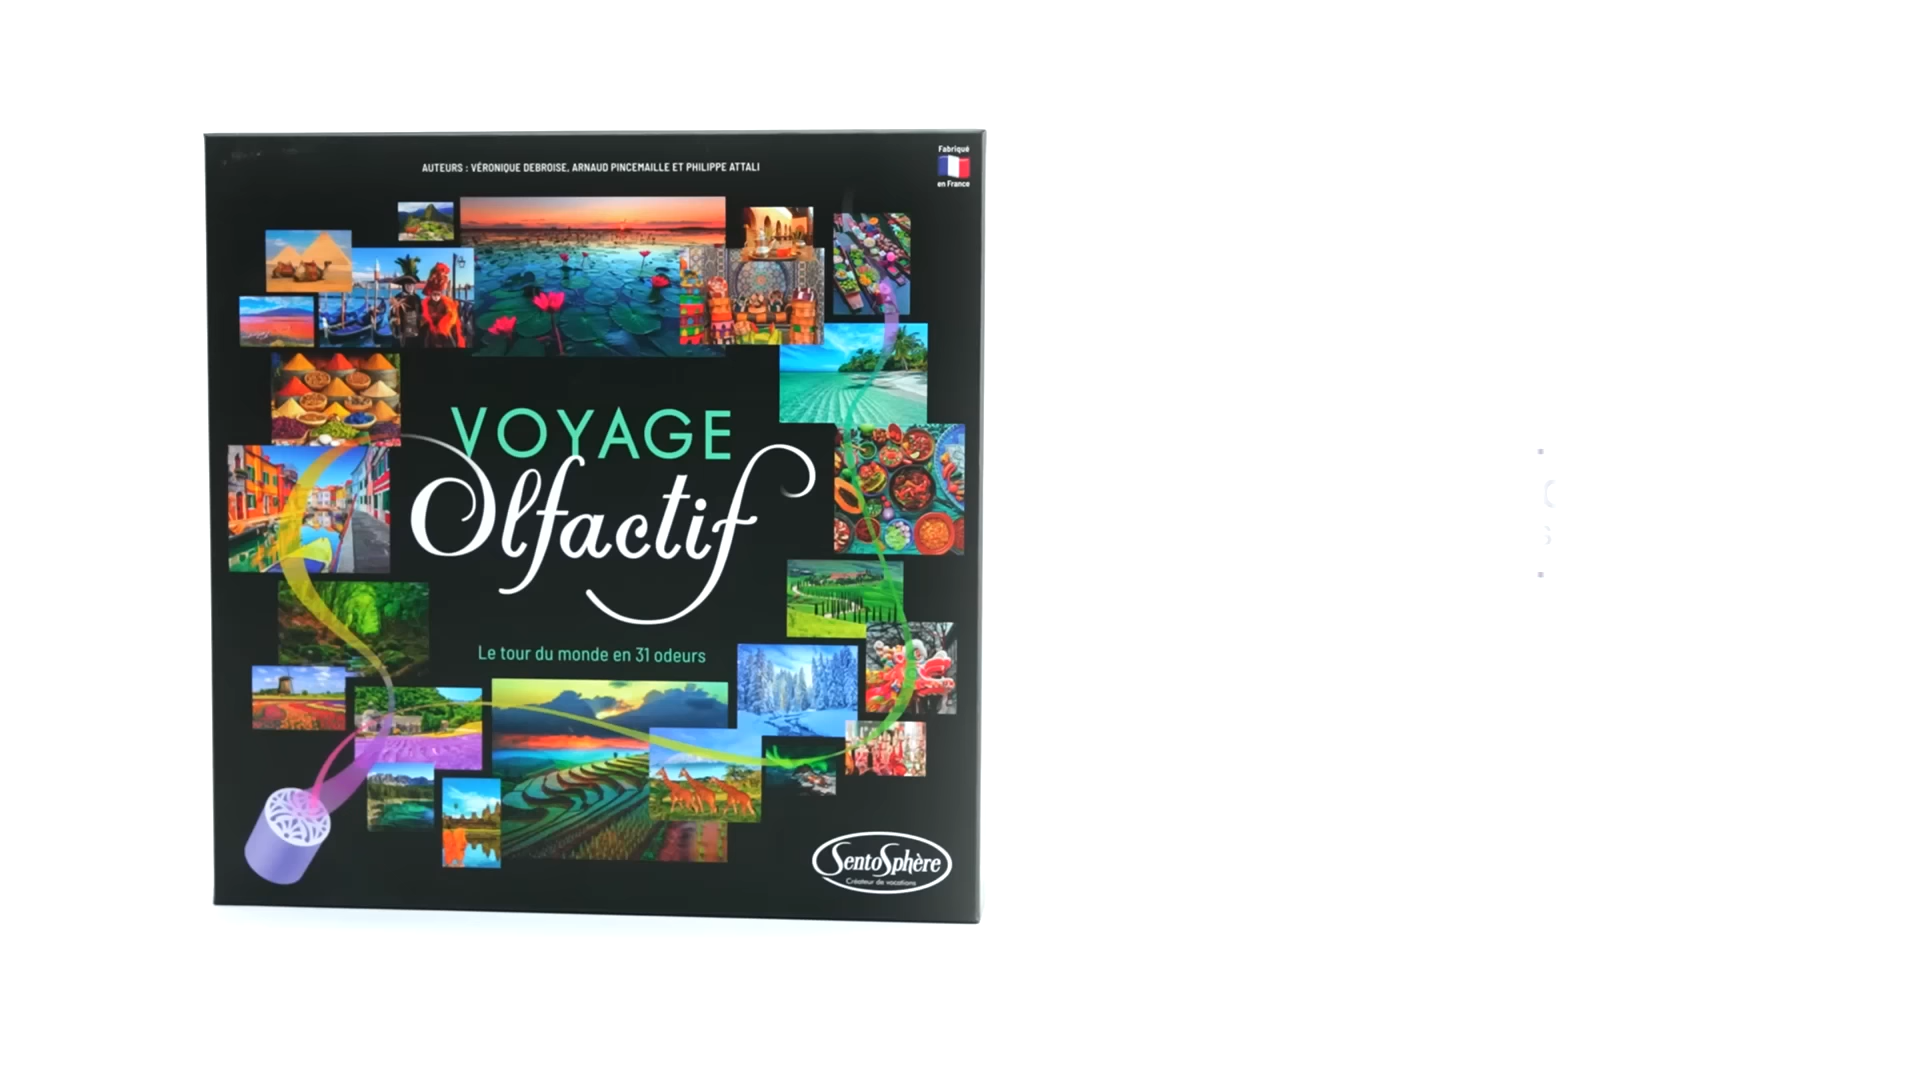 AUTEURS : VÉRONIQUE DEBROISE, ARNAUD PINCEMAILLE ET PHILIPPE ATTALI
Fabriqué
en France
VOYAGE
Olfactif
Le tour du monde en 31 odeurs
SentoSphère
Créateur de vocations